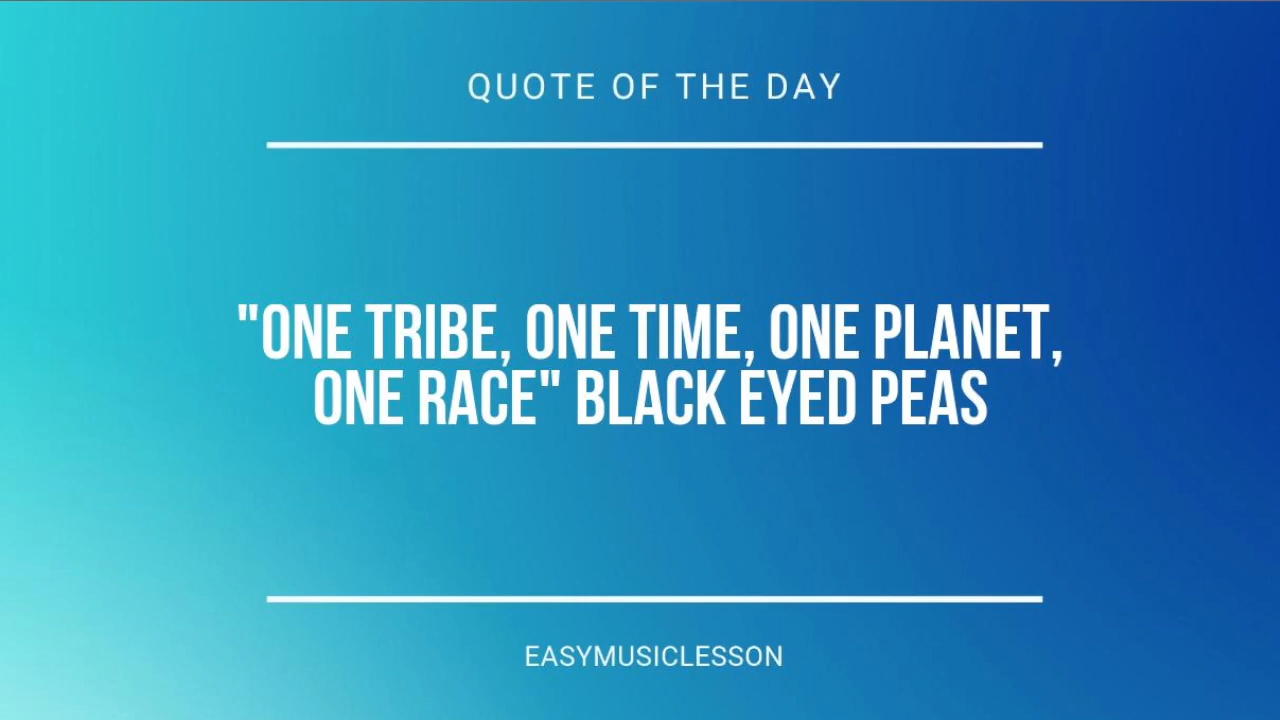 QUOTE OF THE DAY
"ONE TRIBE, ONE TIME, ONE PLANET,
ONE RACE" BLACK EYED PEAS
EASYMUSICLESSON